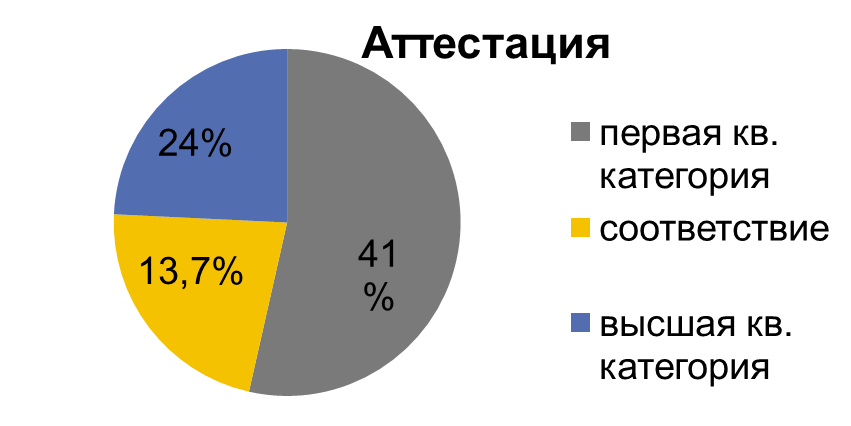 Аттестация
24%
13,7%
41
%
первая кв.
категория
соответствие
высшая кв.
категория